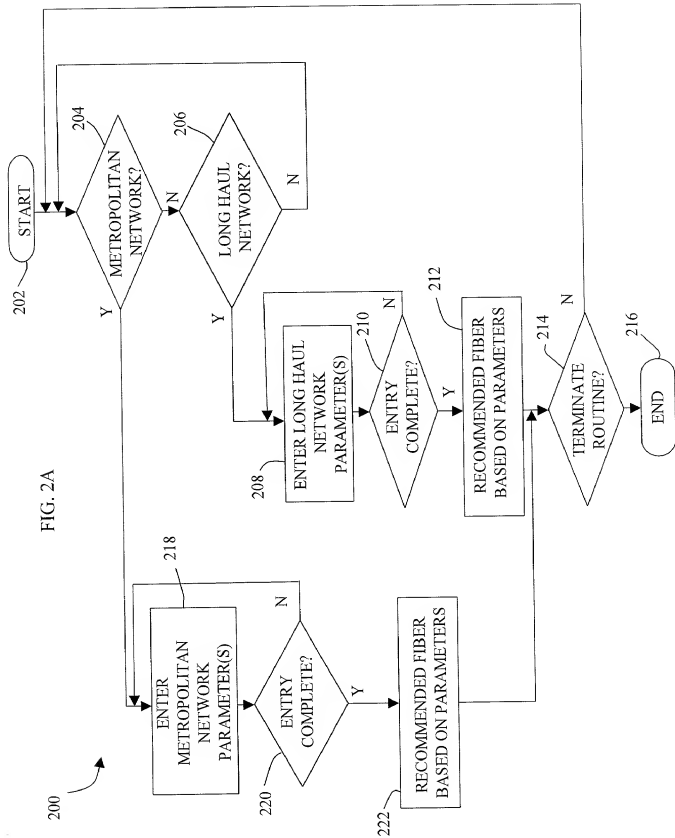 FIG. 2A
200
START
202
METROPOLITAN
NETWORK?
204
Y
N
LONG HAUL
NETWORK?
206
Y
N
ENTER LONG HAUL
NETWORK
PARAMETER(S)
208
ENTRY
COMPLETE?
210
N
Y
RECOMMENDED FIBER
BASED ON PARAMETERS
212
TERMINATE
ROUTINE?
214
N
END
216
ENTER
METROPOLITAN
NETWORK
PARAMETER(S)
218
ENTRY
COMPLETE?
220
N
Y
RECOMMENDED FIBER
BASED ON PARAMETERS
222